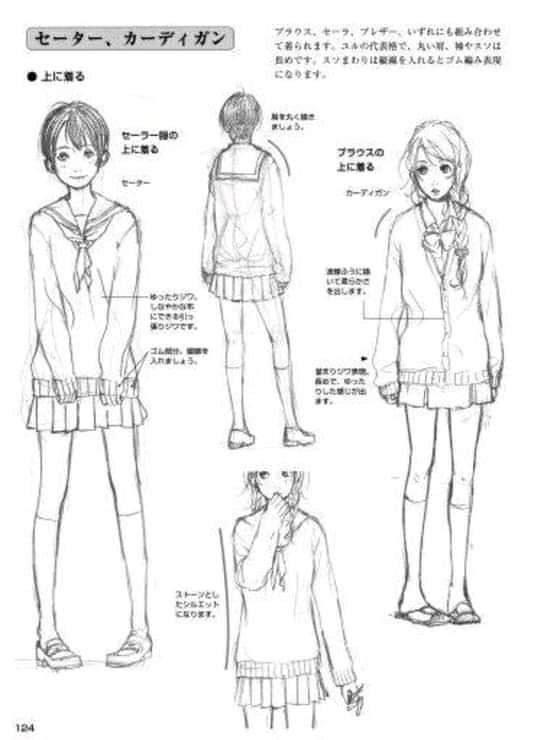 セーター、カーディガン
ブラウス、セーラ、ブレザー、いずれにも組み合わせ
て着られます。ユルの代表格で、丸い肩、袖やスソは
長めです。スソまわりは縦線を入れるとゴム編み表現
になります。
● 上に着る
セーラー服の
上に着る
セーター
肩を丸く描き
ましょう。
ブラウスの
上に着る
カーディガン
ゆったりジワ。
しなやかな布
にできる引っ
張りジワです。
ゴム部分。縦線を
入れましょう。
波線ふうに描
いて柔らかさ
を出します。
袖まわりジワ表現。
長めで、ゆった
りした感じが出
ます。
ストーンとし
たシルエット
になります。
124